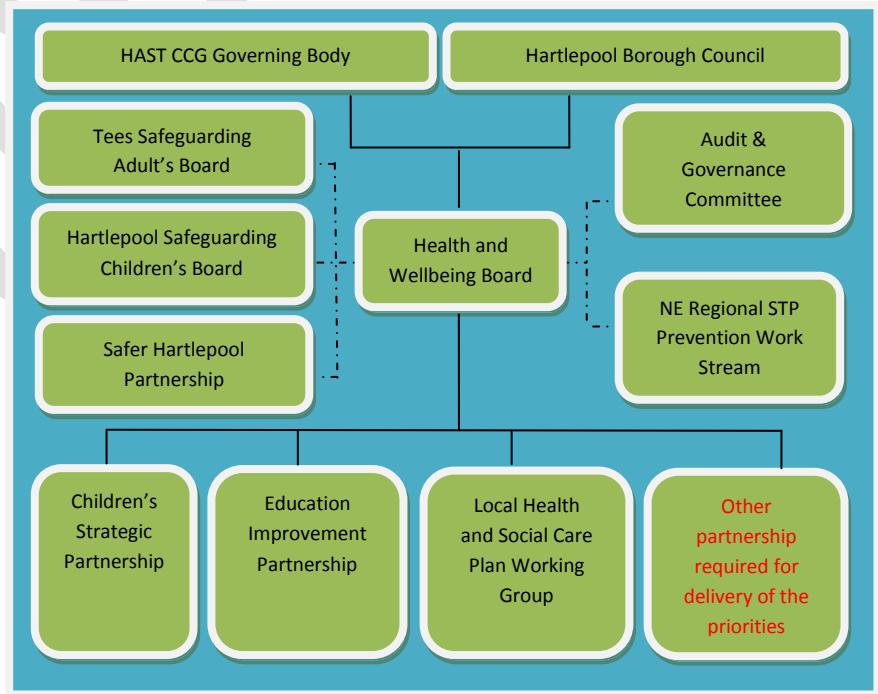 HAST CCG Governing Body
Hartlepool Borough Council
Tees Safeguarding
Adult’s Board
Audit &
Governance
Committee
Hartlepool Safeguarding
Children’s Board
Health and
Wellbeing Board
NE Regional STP
Prevention Work
Stream
Safer Hartlepool
Partnership
Children’s
Strategic
Partnership
Education
Improvement
Partnership
Local Health
and Social Care
Plan Working
Group
Other
partnership
required for
delivery of the
priorities